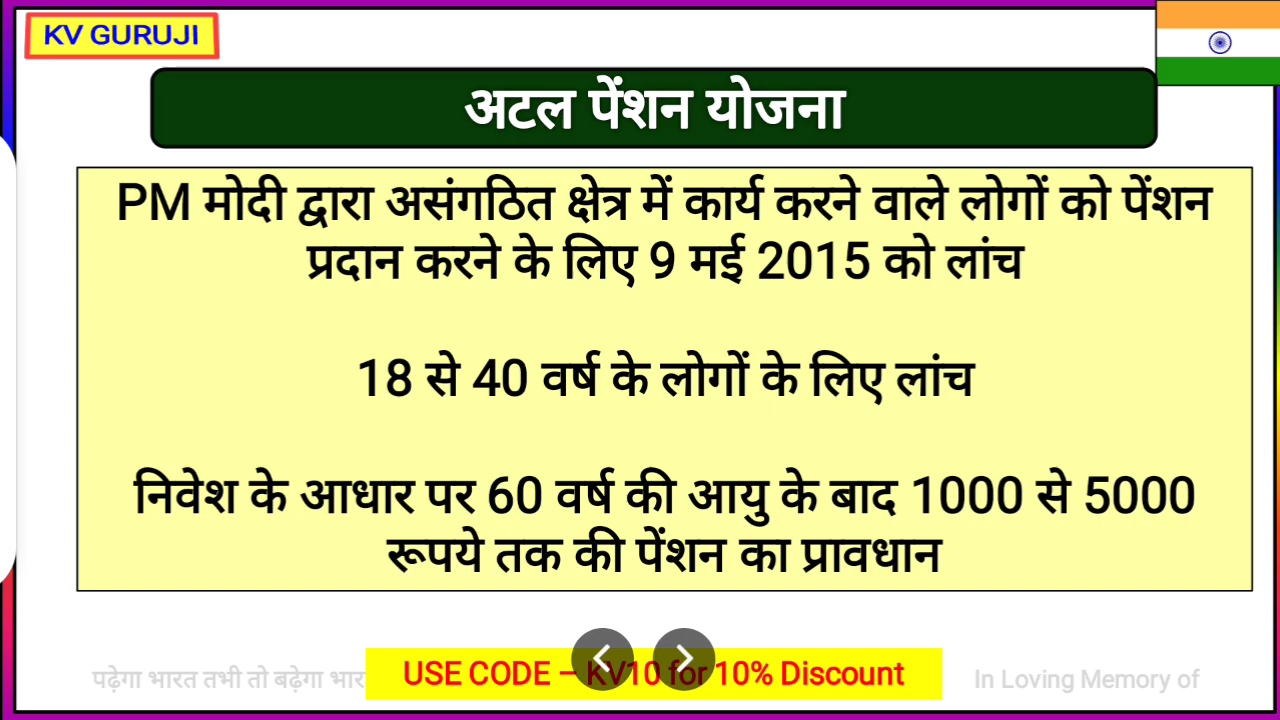 KV GURUJI
अटल पेंशन योजना
PM मोदी द्वारा असंगठित क्षेत्र में कार्य करने वाले लोगों को पेंशन
प्रदान करने के लिए 9 मई 2015 को लांच
18 से 40 वर्ष के लोगों के लिए लांच
निवेश के आधार पर 60 वर्ष की आयु के बाद 1000 से 5000
रूपये तक की पेंशन का प्रावधान
USE CODE – KV10 for 10% Discount
पढ़ेगा भारत तभी तो बढ़ेगा भार
In Loving Memory of